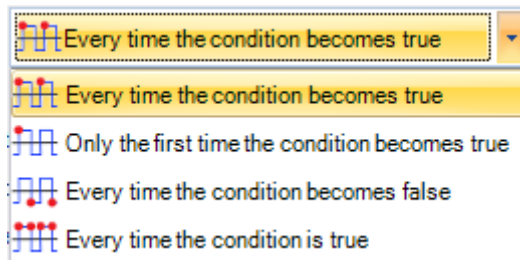 Every time the condition becomes true
Every time the condition becomes true
Only the first time the condition becomes true
Every time the condition becomes false
Every time the condition is true